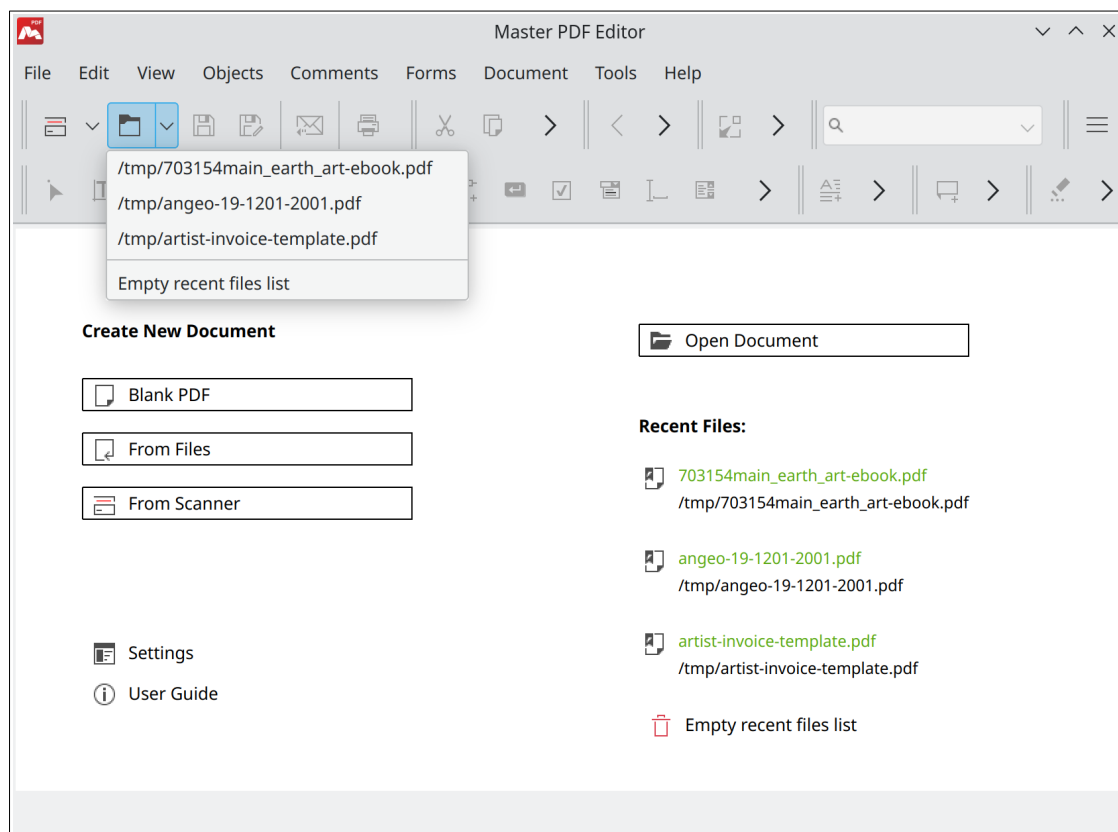 PDF
Master PDF Editor
File Edit View Objects Comments Forms Document Tools Help
/tmp/703154main_earth_art-ebook.pdf
/tmp/angeo-19-1201-2001.pdf
/tmp/artist-invoice-template.pdf
Empty recent files list
Create New Document
Blank PDF
From Files
From Scanner
Settings
User Guide
Open Document
Recent Files:
703154main_earth_art-ebook.pdf
/tmp/703154main_earth_art-ebook.pdf
angeo-19-1201-2001.pdf
/tmp/angeo-19-1201-2001.pdf
artist-invoice-template.pdf
/tmp/artist-invoice-template.pdf
Empty recent files list